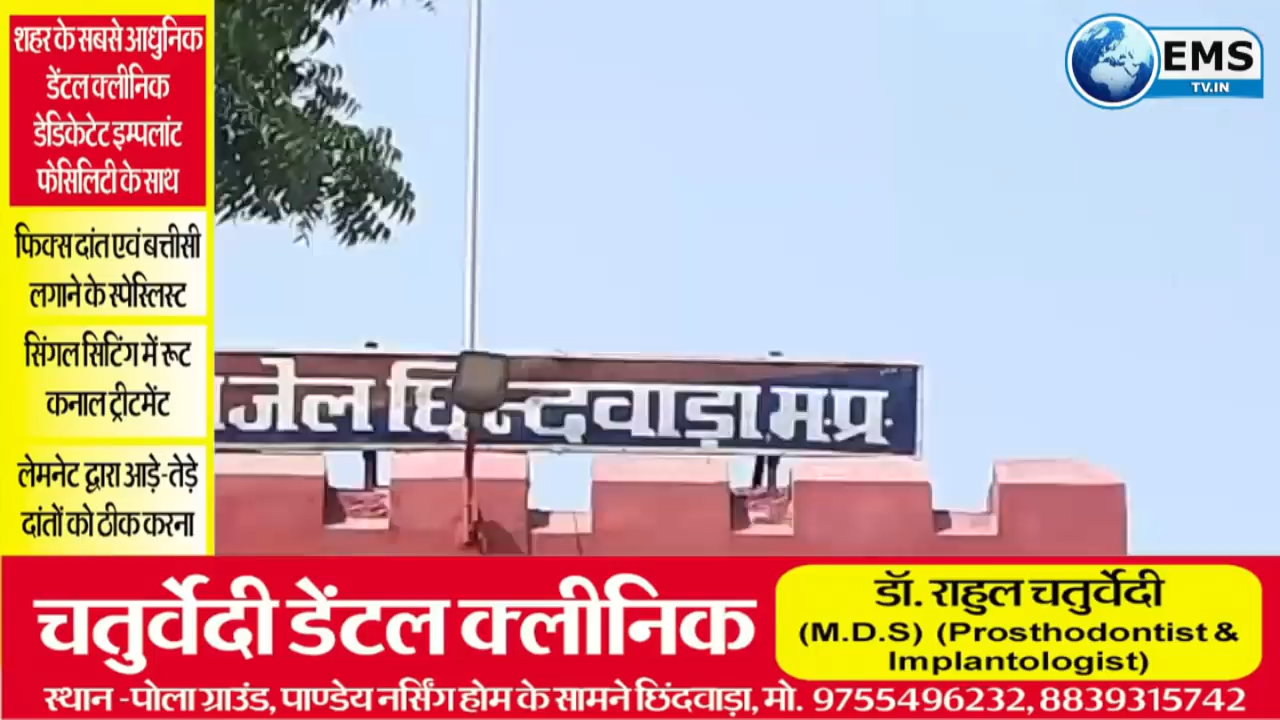 शहर के सबसे आधुनिक
डेंटल क्लीनिक
डेडिकेटेट इम्पलांट
फेसिलिटी के साथ
फिक्स दांत एवं बत्तीसी
लगाने के स्पेस्लिस्ट
सिंगल सिटिंग में रूट
कनाल ट्रीटमेंट
लेमनेट द्वारा आड़े-तेड़े
दांतों को ठीक करना
EMS
TV.IN
जेल छिन्दवाड़ा म.प्र.
चतुर्वेदी डेंटल क्लीनिक
डॉ. राहुल चतुर्वेदी
(M.D.S) (Prosthodontist &
Implantologist)
स्थान -पोला ग्राउंड, पाण्डेय नर्सिंग होम के सामने छिंदवाड़ा, मो. 9755496232, 8839315742